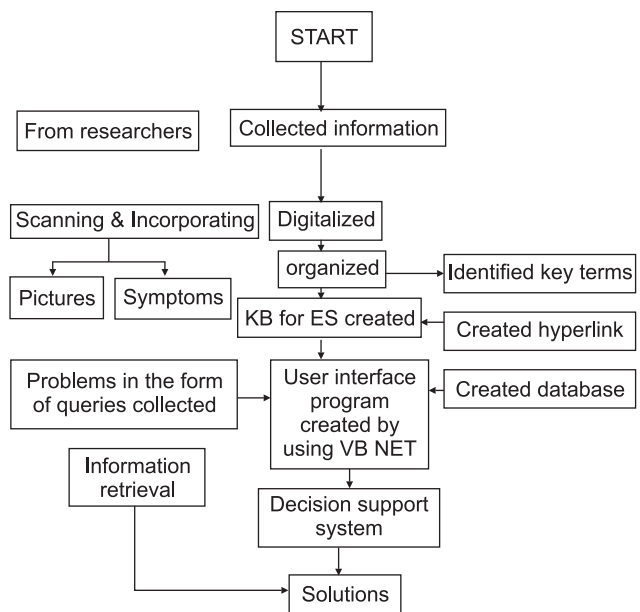 START
From researchers
Collected information
Scanning & Incorporating
Digitalized
organized
Identified key terms
Pictures
Symptoms
KB for ES created
Created hyperlink
Problems in the form
of queries collected
User interface
program
created by
using VB NET
Created database
Information
retrieval
Decision support
system
Solutions